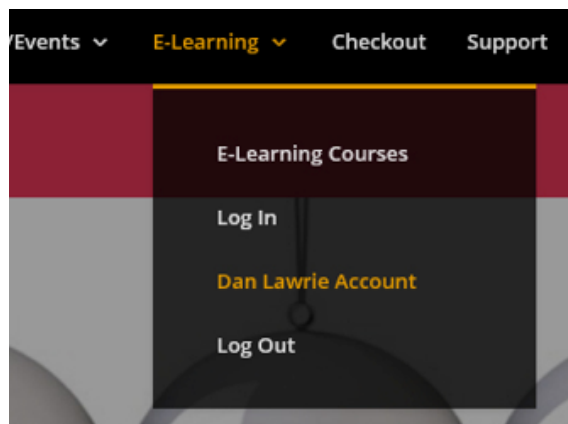 /Events E-Learning Checkout Support
E-Learning Courses
Log In
Dan Lawrie Account
Log Out